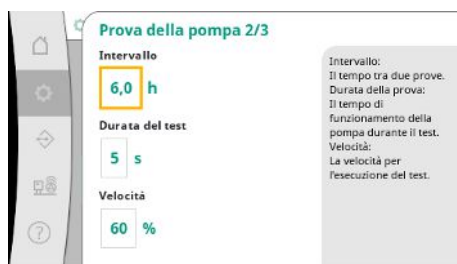 Prova della pompa 2/3
Intervallo
6,0 h
Durata del test
5 s
Velocità
60 %
Intervallo:
Il tempo tra due prove.
Durata della prova:
Il tempo di
funzionamento della
pompa durante il test.
Velocità:
La velocità per
l'esecuzione del test.
?